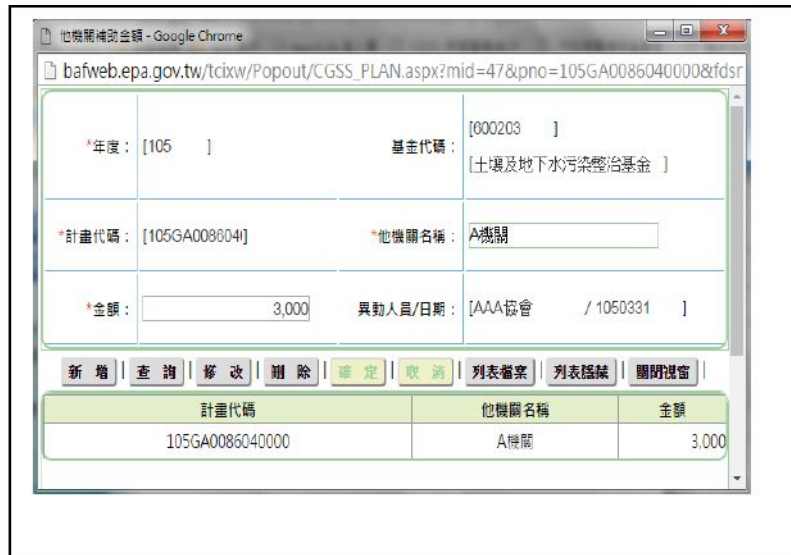 他機關補助金額 - Google Chrome
bafweb.epa.gov.tw/tcixw/Popout/CGSS_PLAN.aspx?mid=47&pno=105GA0086040000&fdsr
*年度： [105 ] 基金代碼： [600203 ]
[土壤及地下水污染整治基金 ]
*計畫代碼： [105GA0086040] *他機關名稱： A機關
*金額： 3,000 異動人員/日期： [AAA協會 / 1050331 ]
新 增 | 查 詢 | 修 改 | 刪 除 | 確 定 | 取 消 | 列表檔案 | 列表隱藏 | 關閉視窗 |
計畫代碼 他機關名稱 金額
105GA0086040000 A機關 3,000